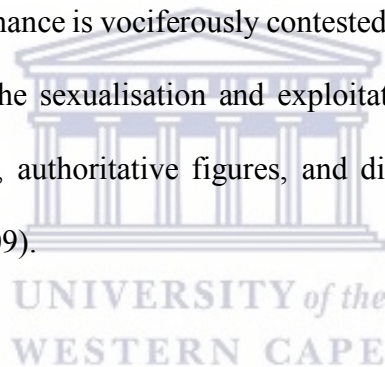 nance is vociferously contested
he sexualisation and exploitat
, authoritative figures, and di
09).
UNIVERSITY of the
WESTERN CAPE